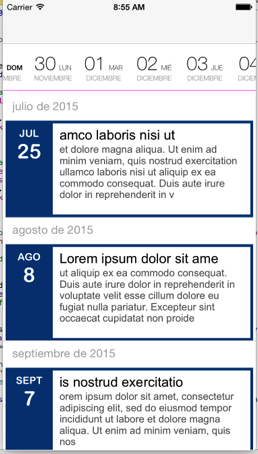 Carrier 8:55 AM
DOM 30 LUN 01 MAR 02 MIÉ 03 JUE 04
MBRE NOVIEMBRE DICIEMBRE DICIEMBRE DICIEMBRE DIC
julio de 2015
JUL
25
amco laboris nisi ut
et dolore magna aliqua. Ut enim ad
minim veniam, quis nostrud exercitation
ullamco laboris nisi ut aliquip ex ea
commodo consequat. Duis aute irure
dolor in reprehenderit in v
agosto de 2015
AGO
8
Lorem ipsum dolor sit ame
ut aliquip ex ea commodo consequat.
Duis aute irure dolor in reprehenderit in
voluptate velit esse cillum dolore eu
fugiat nulla pariatur. Excepteur sint
occaecat cupidatat non proide
septiembre de 2015
SEPT
7
is nostrud exercitatio
orem ipsum dolor sit amet, consectetur
adipiscing elit, sed do eiusmod tempor
incididunt ut labore et dolore magna
aliqua. Ut enim ad minim veniam, quis
nos